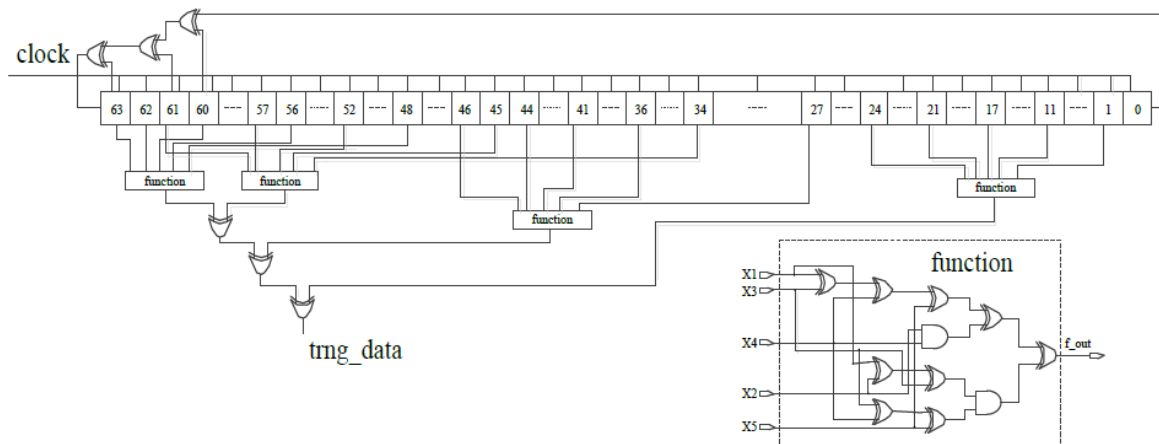 clock
63 62 61 60 ---- 57 56 ---- 52 ---- 48 ---- 46 45 44 ---- 41 ---- 36 ---- 34 ---- 27 ---- 24 ---- 21 ---- 17 ---- 11 ---- 1 0
function function function
function
function
X1
X3
X4
f_out
trng_data
X2
X5